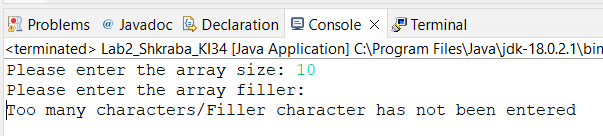 Problems @ Javadoc Declaration Console × Terminal
<terminated> Lab2_Shkraba_KI34 [Java Application] C:\Program Files\Java\jdk-18.0.2.1\bin
Please enter the array size: 10
Please enter the array filler:
Too many characters/Filler character has not been entered